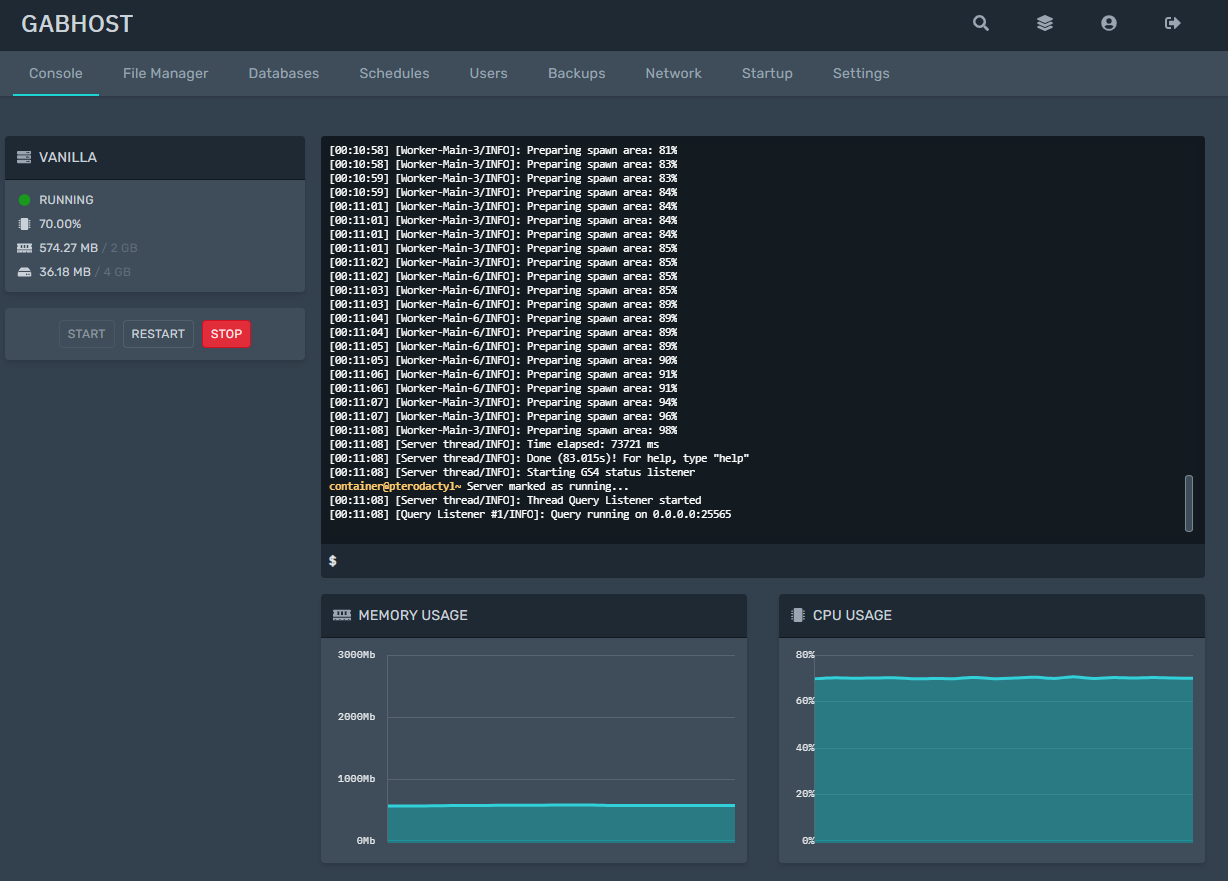 GABHOST
Console File Manager Databases Schedules Users Backups Network Startup Settings
VANILLA
RUNNING
70.00%
574.27 MB / 2 GB
36.18 MB / 4 GB
START RESTART STOP
[00:10:58] [Worker-Main-3/INFO]: Preparing spawn area: 81%
[00:10:58] [Worker-Main-3/INFO]: Preparing spawn area: 83%
[00:10:58] [Worker-Main-3/INFO]: Preparing spawn area: 83%
[00:10:59] [Worker-Main-3/INFO]: Preparing spawn area: 84%
[00:11:01] [Worker-Main-3/INFO]: Preparing spawn area: 84%
[00:11:01] [Worker-Main-3/INFO]: Preparing spawn area: 84%
[00:11:01] [Worker-Main-3/INFO]: Preparing spawn area: 84%
[00:11:01] [Worker-Main-3/INFO]: Preparing spawn area: 85%
[00:11:02] [Worker-Main-3/INFO]: Preparing spawn area: 85%
[00:11:02] [Worker-Main-6/INFO]: Preparing spawn area: 85%
[00:11:03] [Worker-Main-6/INFO]: Preparing spawn area: 85%
[00:11:03] [Worker-Main-6/INFO]: Preparing spawn area: 89%
[00:11:04] [Worker-Main-6/INFO]: Preparing spawn area: 89%
[00:11:04] [Worker-Main-6/INFO]: Preparing spawn area: 89%
[00:11:05] [Worker-Main-6/INFO]: Preparing spawn area: 89%
[00:11:05] [Worker-Main-6/INFO]: Preparing spawn area: 90%
[00:11:06] [Worker-Main-6/INFO]: Preparing spawn area: 91%
[00:11:06] [Worker-Main-6/INFO]: Preparing spawn area: 91%
[00:11:07] [Worker-Main-3/INFO]: Preparing spawn area: 94%
[00:11:07] [Worker-Main-3/INFO]: Preparing spawn area: 96%
[00:11:08] [Worker-Main-3/INFO]: Preparing spawn area: 98%
[00:11:08] [Server thread/INFO]: Time elapsed: 73721 ms
[00:11:08] [Server thread/INFO]: Done (83.015s)! For help, type "help"
[00:11:08] [Server thread/INFO]: Starting GS4 status listener
container@pterodactyl~ Server marked as running...
[00:11:08] [Server thread/INFO]: Thread Query Listener started
[00:11:08] [Query Listener #1/INFO]: Query running on 0.0.0.0:25565
$
MEMORY USAGE
3000Mb
2000Mb
1000Mb
0Mb
CPU USAGE
80%
60%
40%
20%
0%